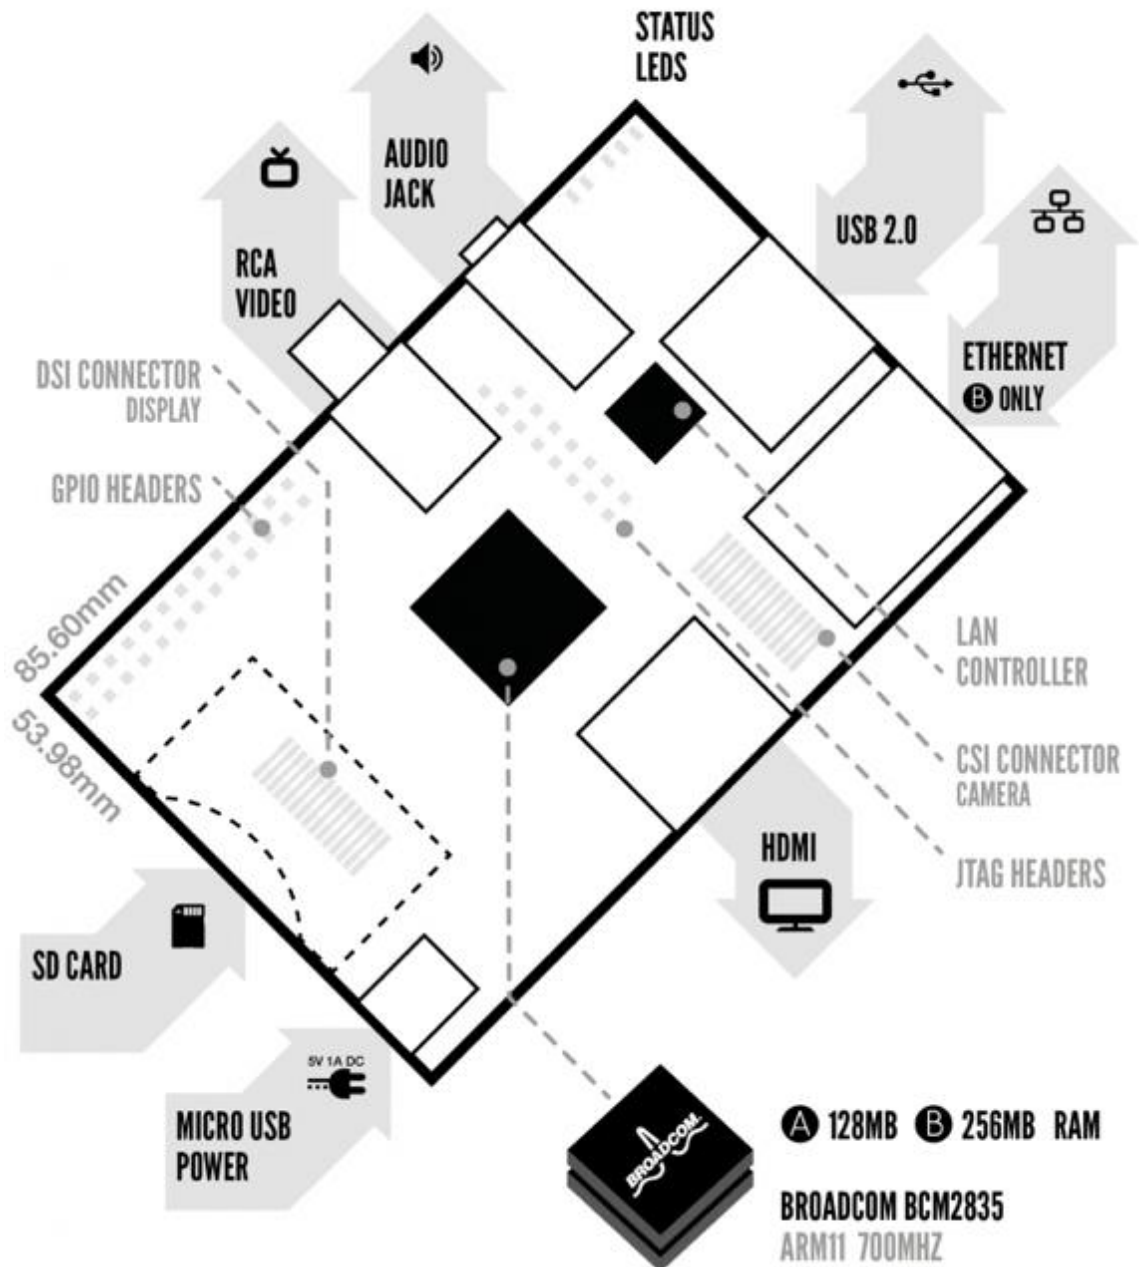 STATUS
LEDS
AUDIO
JACK
USB 2.0
RCA
VIDEO
ETHERNET
B ONLY
DSI CONNECTOR
DISPLAY
GPIO HEADERS
85.60mm
53.98mm
LAN
CONTROLLER
CSI CONNECTOR
CAMERA
JTAG HEADERS
HDMI
SD CARD
5V 1A DC
MICRO USB
POWER
BROADCOM
A 128MB B 256MB RAM
BROADCOM BCM2835
ARM11 700MHZ